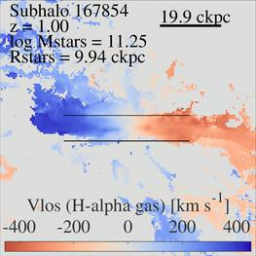 Subhalo 167854
19.9 ckpc
z = 1.00
log Mstars = 11.25
Rstars = 9.94 ckpc
Vlos (H-alpha gas) [km s⁻¹]
-400 -200 0 200 400